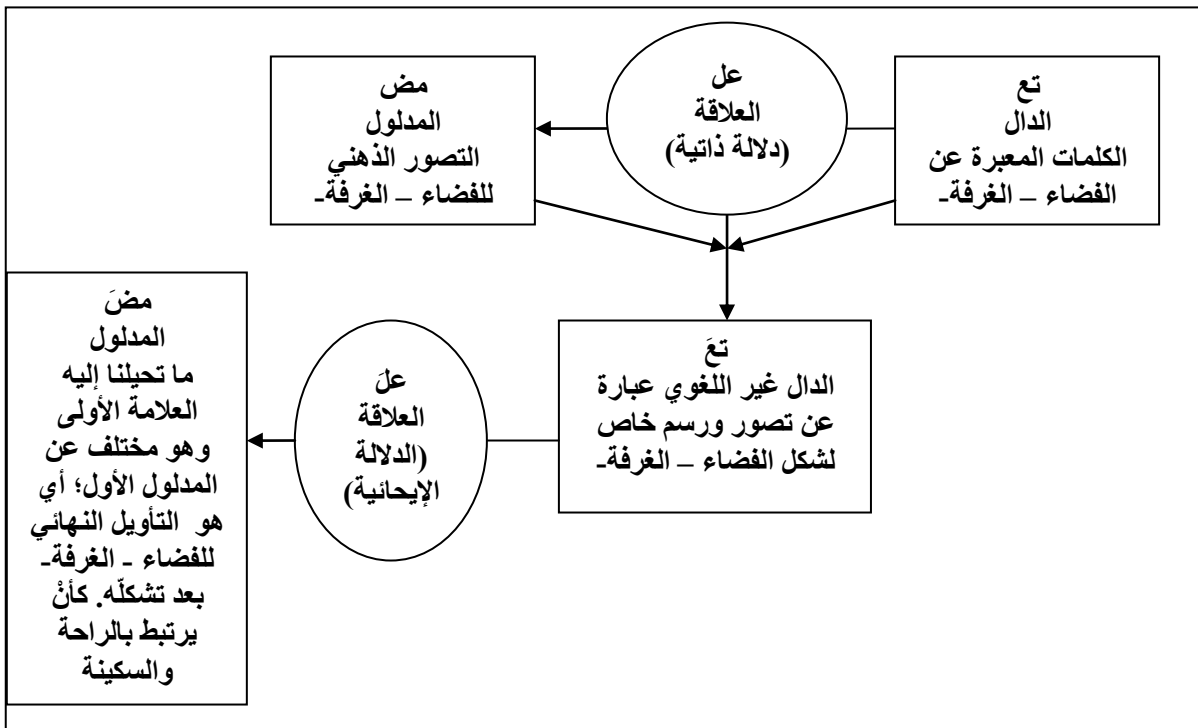 تع
الدال
الكلمات المعبرة عن
الفضاء – الغرفة-
عل
العلاقة
(دلالة ذاتية)
مض
المدلول
التصور الذهني
للفضاء – الغرفة-
تعَ
الدال غير اللغوي عبارة
عن تصور ورسم خاص
لشكل الفضاء – الغرفة-
علَ
العلاقة
(الدلالة
الإيحائية)
مضَ
المدلول
ما تحيلنا إليه
العلامة الأولى
وهو مختلف عن
المدلول الأول؛ أي
هو التأويل النهائي
للفضاء - الغرفة-
بعد تشكلّه. كأنْ
يرتبط بالراحة
والسكينة